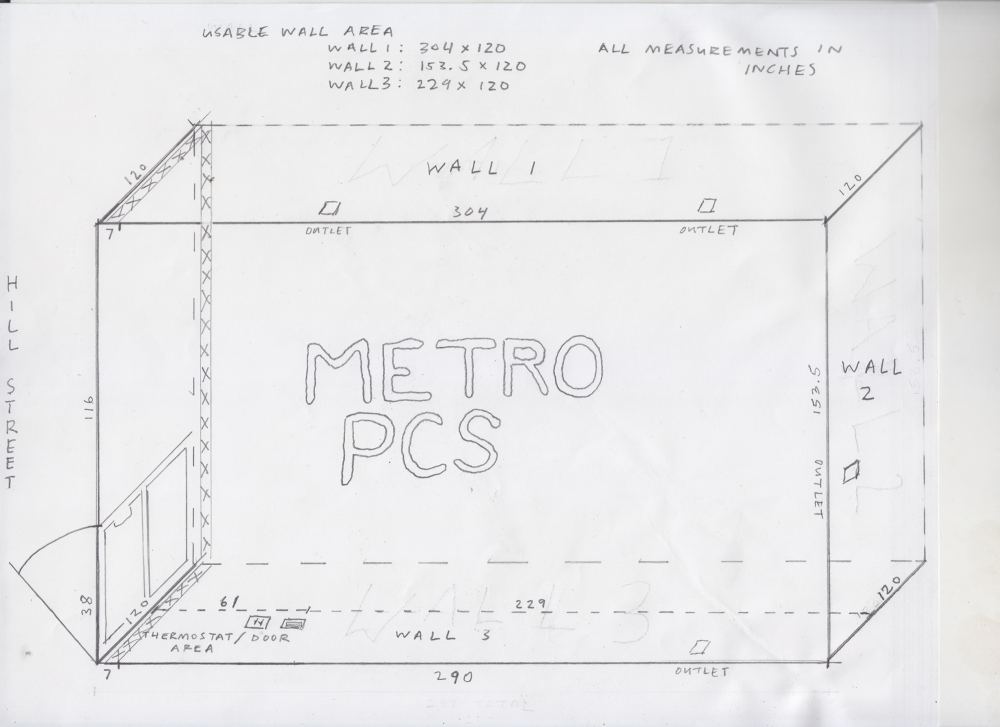 USABLE WALL AREA
WALL 1: 304 x 120
WALL 2: 153.5 x 120
WALL3: 229 x 120
ALL MEASUREMENTS IN
INCHES
120
WALL 1
120
7
304
OUTLET
OUTLET
HILL STREET
116
METRO
PCS
153.5
WALL
2
OUTLET
38
120
61
229
120
THERMOSTAT/DOOR
AREA
WALL 3
7
290
OUTLET